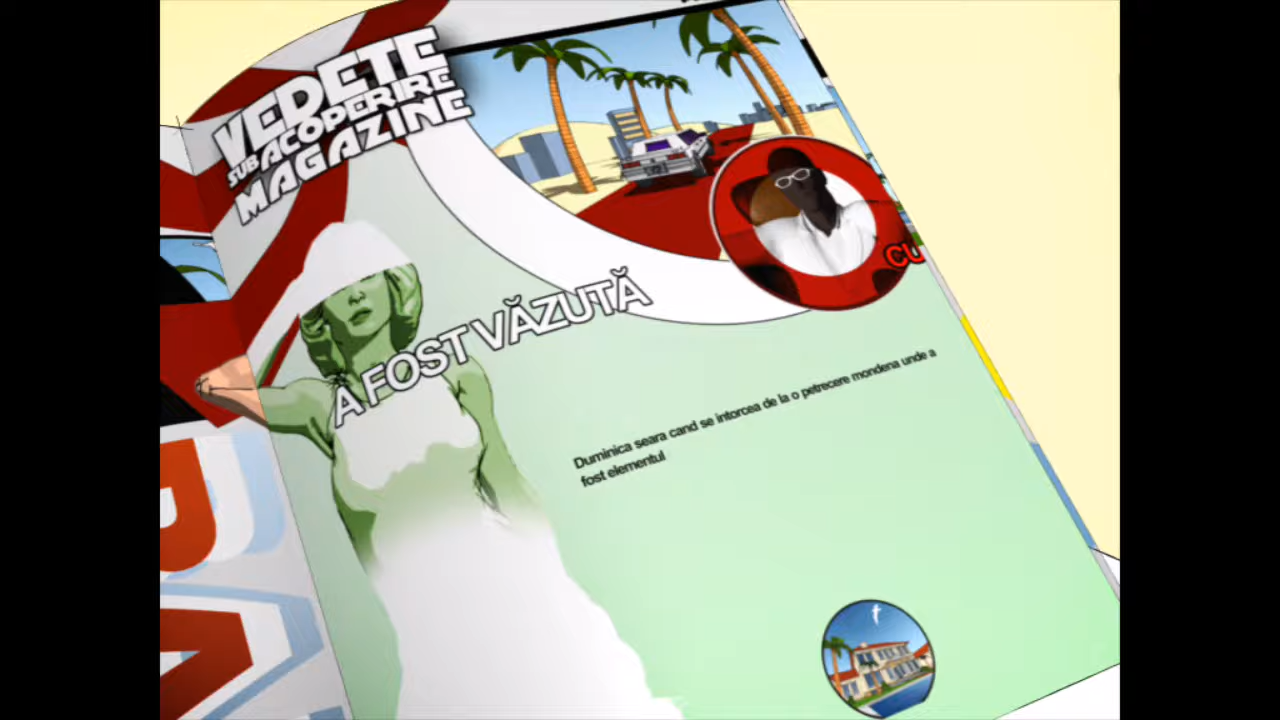 VEDETE
SUB ACOPERIRE
MAGAZINE
CU
A FOST VĂZUTĂ
Duminica seara cand se intorcea de la o petrecere mondena unde a
fost elementul